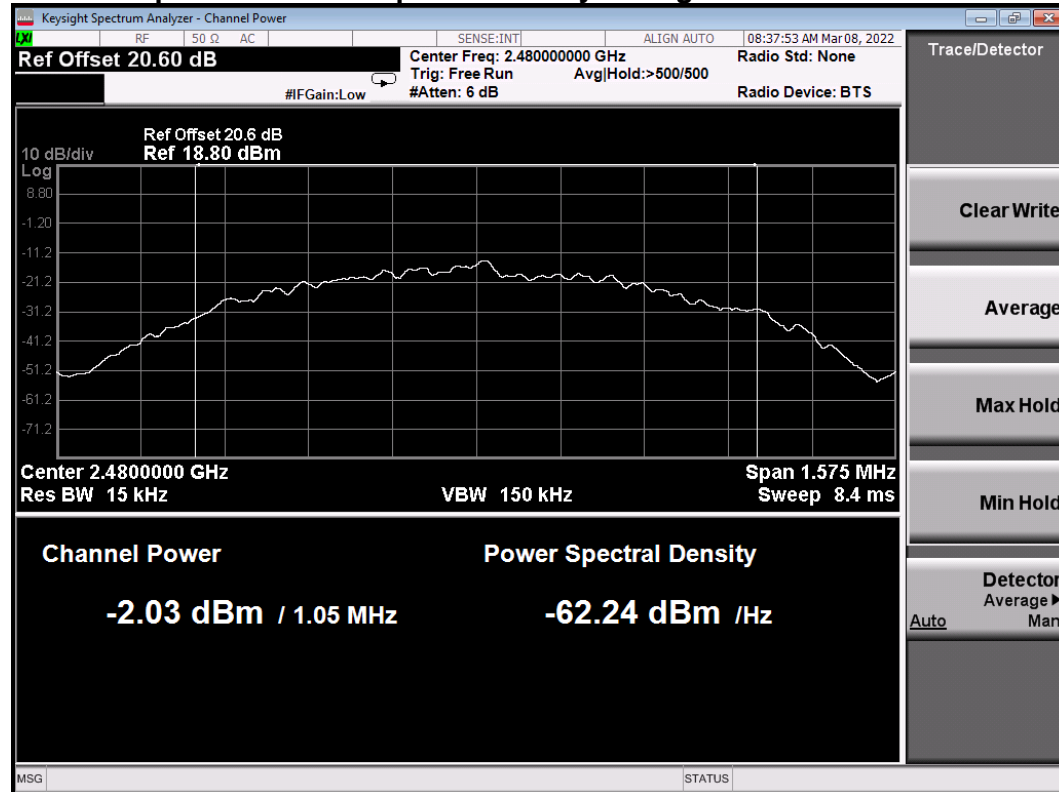 Keysight Spectrum Analyzer - Channel Power
LXI RF 50 Ω AC SENSE:INT ALIGN AUTO 08:37:53 AM Mar 08, 2022
Ref Offset 20.60 dB
Center Freq: 2.480000000 GHz
Radio Std: None
Trig: Free Run
Avg|Hold:>500/500
#IFGain:Low
#Atten: 6 dB
Radio Device: BTS
Ref Offset 20.6 dB
10 dB/div
Ref 18.80 dBm
Log
8.80
-1.20
-11.2
-21.2
-31.2
-41.2
-51.2
-61.2
-71.2
Center 2.4800000 GHz
Span 1.575 MHz
Res BW 15 kHz
VBW 150 kHz
Sweep 8.4 ms
Channel Power
Power Spectral Density
-2.03 dBm / 1.05 MHz
-62.24 dBm /Hz
MSG
STATUS
Trace/Detector
Clear Write
Average
Max Hold
Min Hold
Detector
Average▶
Auto Man